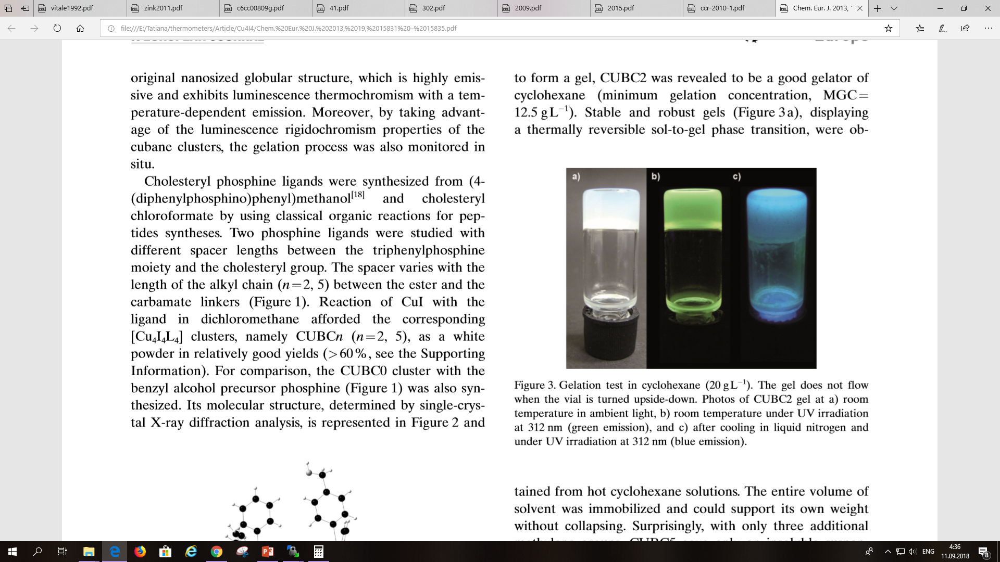 vitale1992.pdf
zink2011.pdf
c6cc00809g.pdf
41.pdf
302.pdf
2009.pdf
2015.pdf
ccr-2010-1.pdf
Chem. Eur. J. 2013,
file:///E:/Tatiana/thermometers/Article/Cu4I4/Chem.%20Eur.%20J.%202013,%2019,%2015831%20–%2015835.pdf
original nanosized globular structure, which is highly emis-
sive and exhibits luminescence thermochromism with a tem-
perature-dependent emission. Moreover, by taking advant-
age of the luminescence rigidochromism properties of the
cubane clusters, the gelation process was also monitored in
situ.
Cholesteryl phosphine ligands were synthesized from (4-
(diphenylphosphino)phenyl)methanol[18] and cholesteryl
chloroformate by using classical organic reactions for pep-
tides syntheses. Two phosphine ligands were studied with
different spacer lengths between the triphenylphosphine
moiety and the cholesteryl group. The spacer varies with the
length of the alkyl chain (n=2, 5) between the ester and the
carbamate linkers (Figure 1). Reaction of CuI with the
ligand in dichloromethane afforded the corresponding
[Cu4I4L4] clusters, namely CUBCn (n=2, 5), as a white
powder in relatively good yields (>60%, see the Supporting
Information). For comparison, the CUBC0 cluster with the
benzyl alcohol precursor phosphine (Figure 1) was also syn-
thesized. Its molecular structure, determined by single-crys-
tal X-ray diffraction analysis, is represented in Figure 2 and
to form a gel, CUBC2 was revealed to be a good gelator of
cyclohexane (minimum gelation concentration, MGC=
12.5 gL−1). Stable and robust gels (Figure 3a), displaying
a thermally reversible sol-to-gel phase transition, were ob-
a)
b)
c)
Figure 3. Gelation test in cyclohexane (20 gL−1). The gel does not flow
when the vial is turned upside-down. Photos of CUBC2 gel at a) room
temperature in ambient light, b) room temperature under UV irradiation
at 312 nm (green emission), and c) after cooling in liquid nitrogen and
under UV irradiation at 312 nm (blue emission).
tained from hot cyclohexane solutions. The entire volume of
solvent was immobilized and could support its own weight
without collapsing. Surprisingly, with only three additional
ENG
4:36
11.09.2018
8